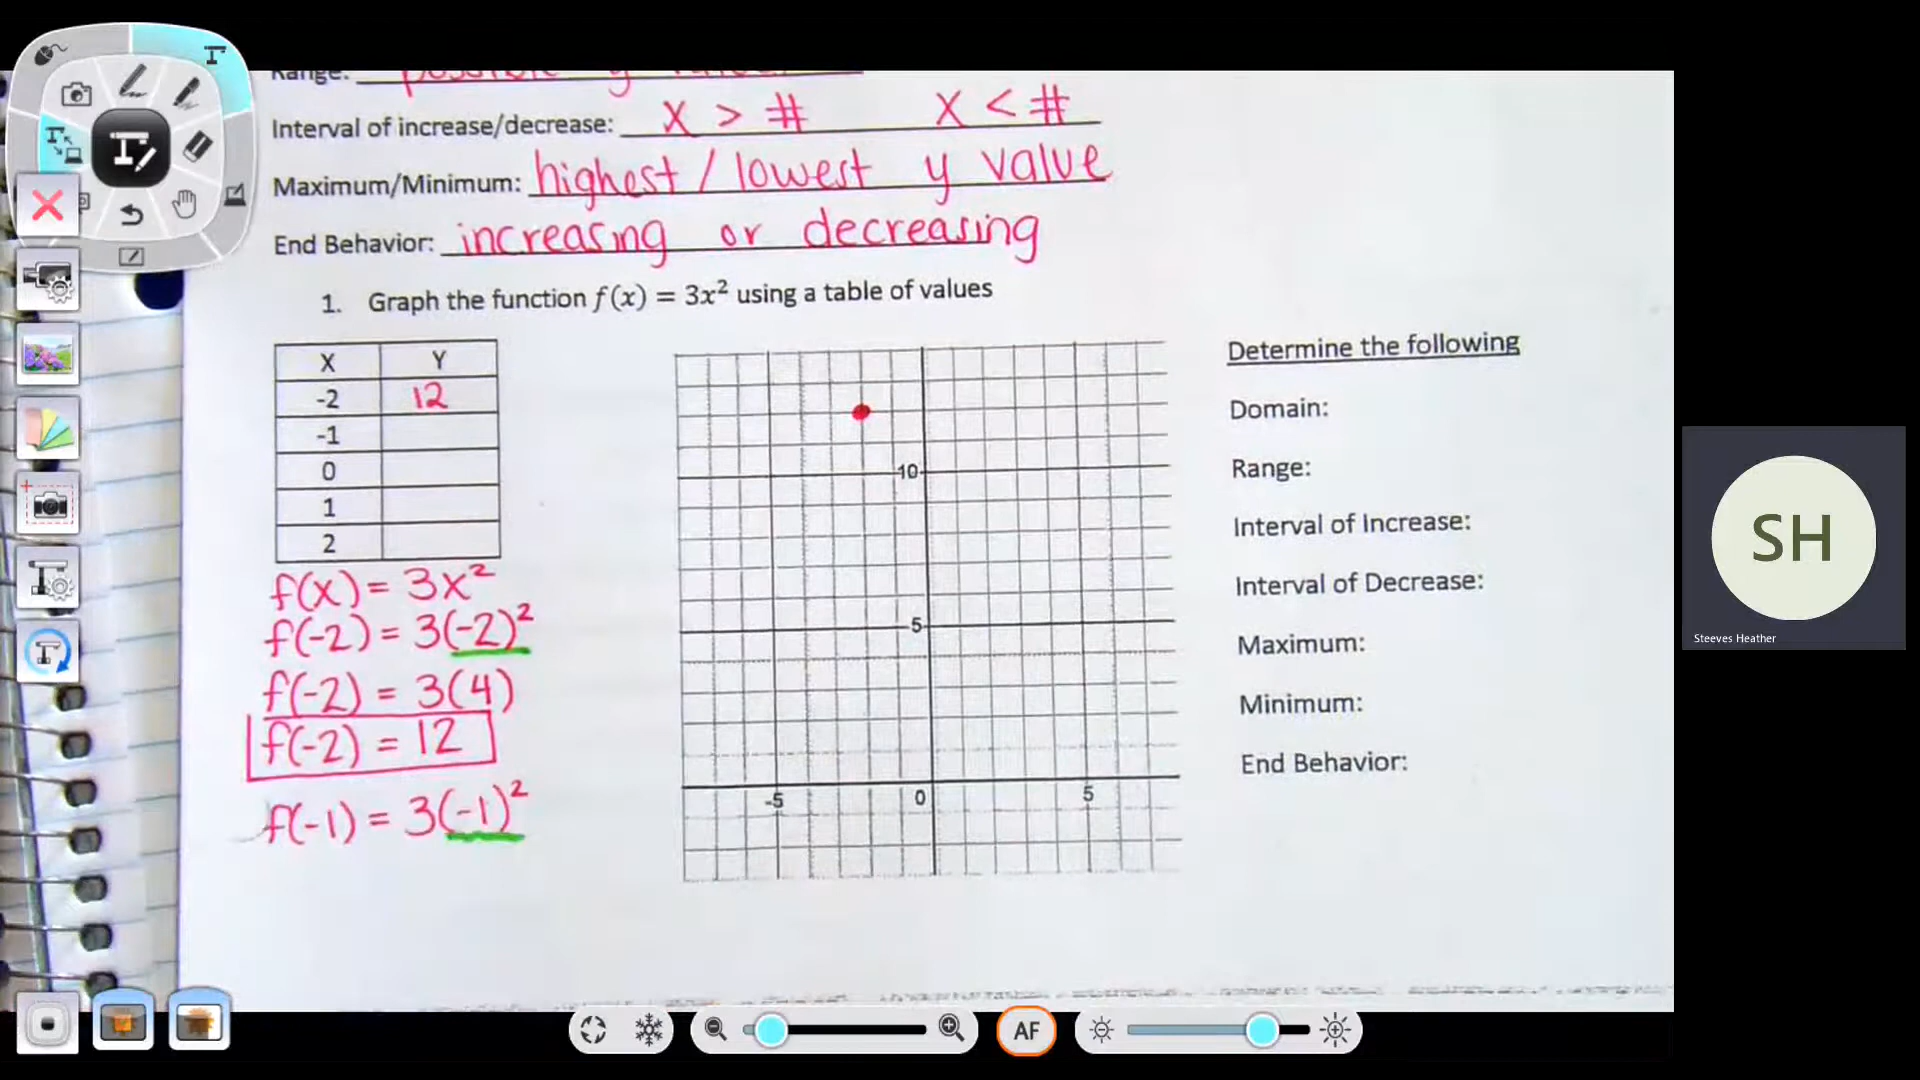 Range: possible y
Interval of increase/decrease: X > # X < #
Maximum/Minimum: highest / lowest y value
End Behavior: increasing or decreasing
1. Graph the function f(x) = 3x² using a table of values
X Y
-2 12
-1
0
1
2
f(x) = 3x²
f(-2) = 3(-2)²
f(-2) = 3(4)
f(-2) = 12
f(-1) = 3(-1)²
10
5
-5 0 5
Determine the following
Domain:
Range:
Interval of Increase:
Interval of Decrease:
Maximum:
Minimum:
End Behavior:
SH
Steeves Heather
AF